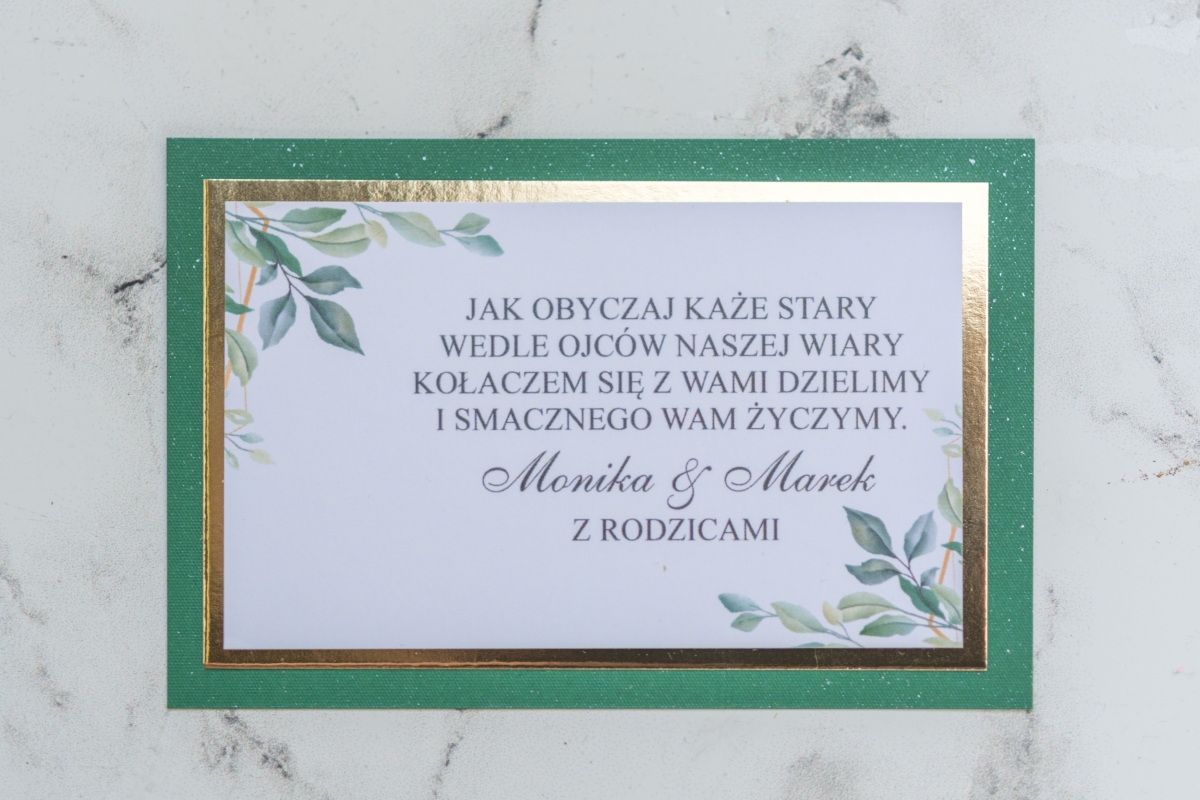 JAK OBYCZAJ KAŻE STARY
WEDLE OJCÓW NASZEJ WIARY
KOŁACZEM SIĘ Z WAMI DZIELIMY
I SMACZNEGO WAM ŻYCZYMY.
Monika & Marek
Z RODZICAMI